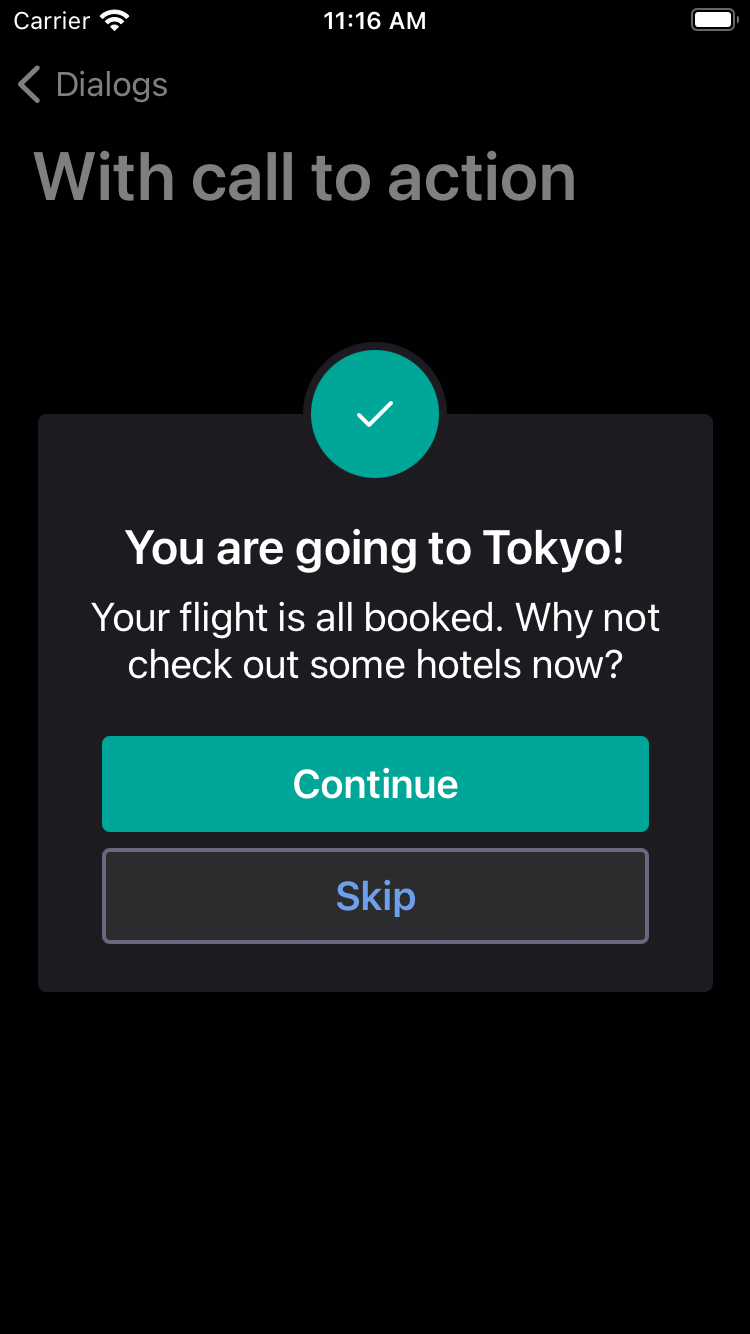 Carrier 11:16 AM
Dialogs
With call to action
You are going to Tokyo!
Your flight is all booked. Why not
check out some hotels now?
Continue
Skip